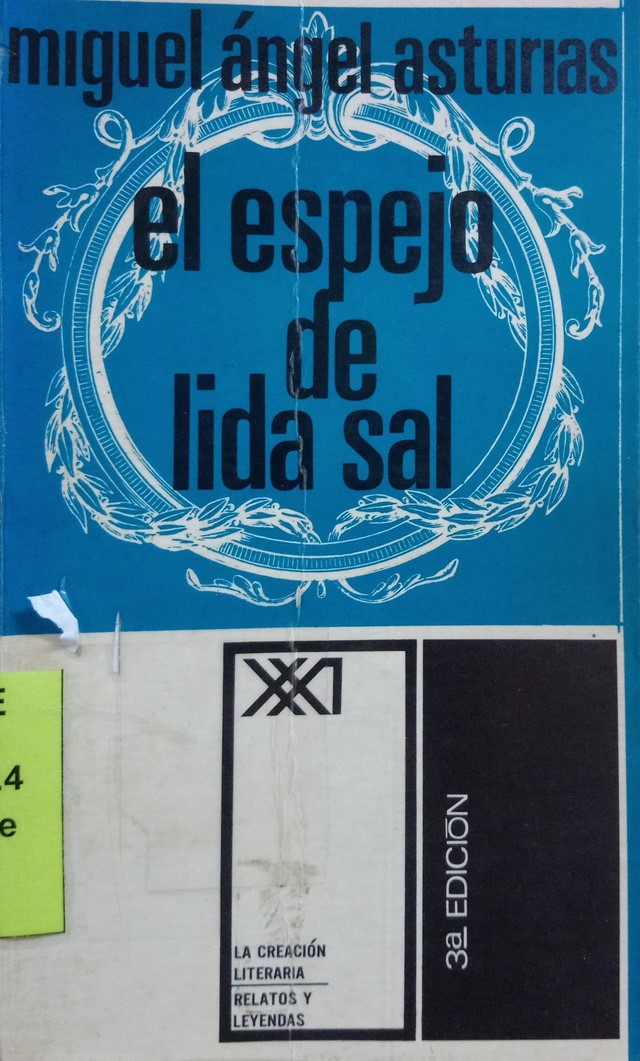 miguel ángel asturias
el espejo
de
lida sal
E
.4
e
XXI
LA CREACIÓN
LITERARIA
RELATOS Y
LEYENDAS
3ª EDICIÓN